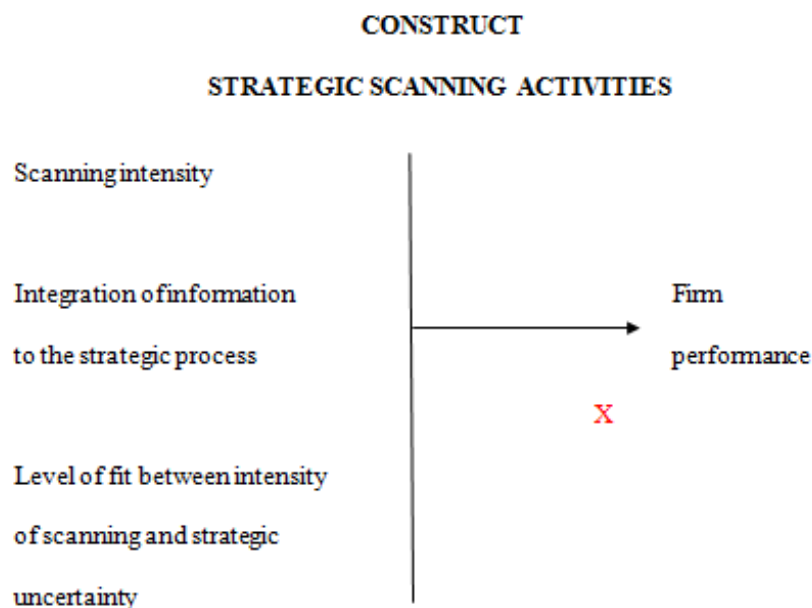 CONSTRUCT
STRATEGIC SCANNING ACTIVITIES
Scanning intensity
Integration of information
to the strategic process
Firm
performance
X
Level of fit between intensity
of scanning and strategic
uncertainty